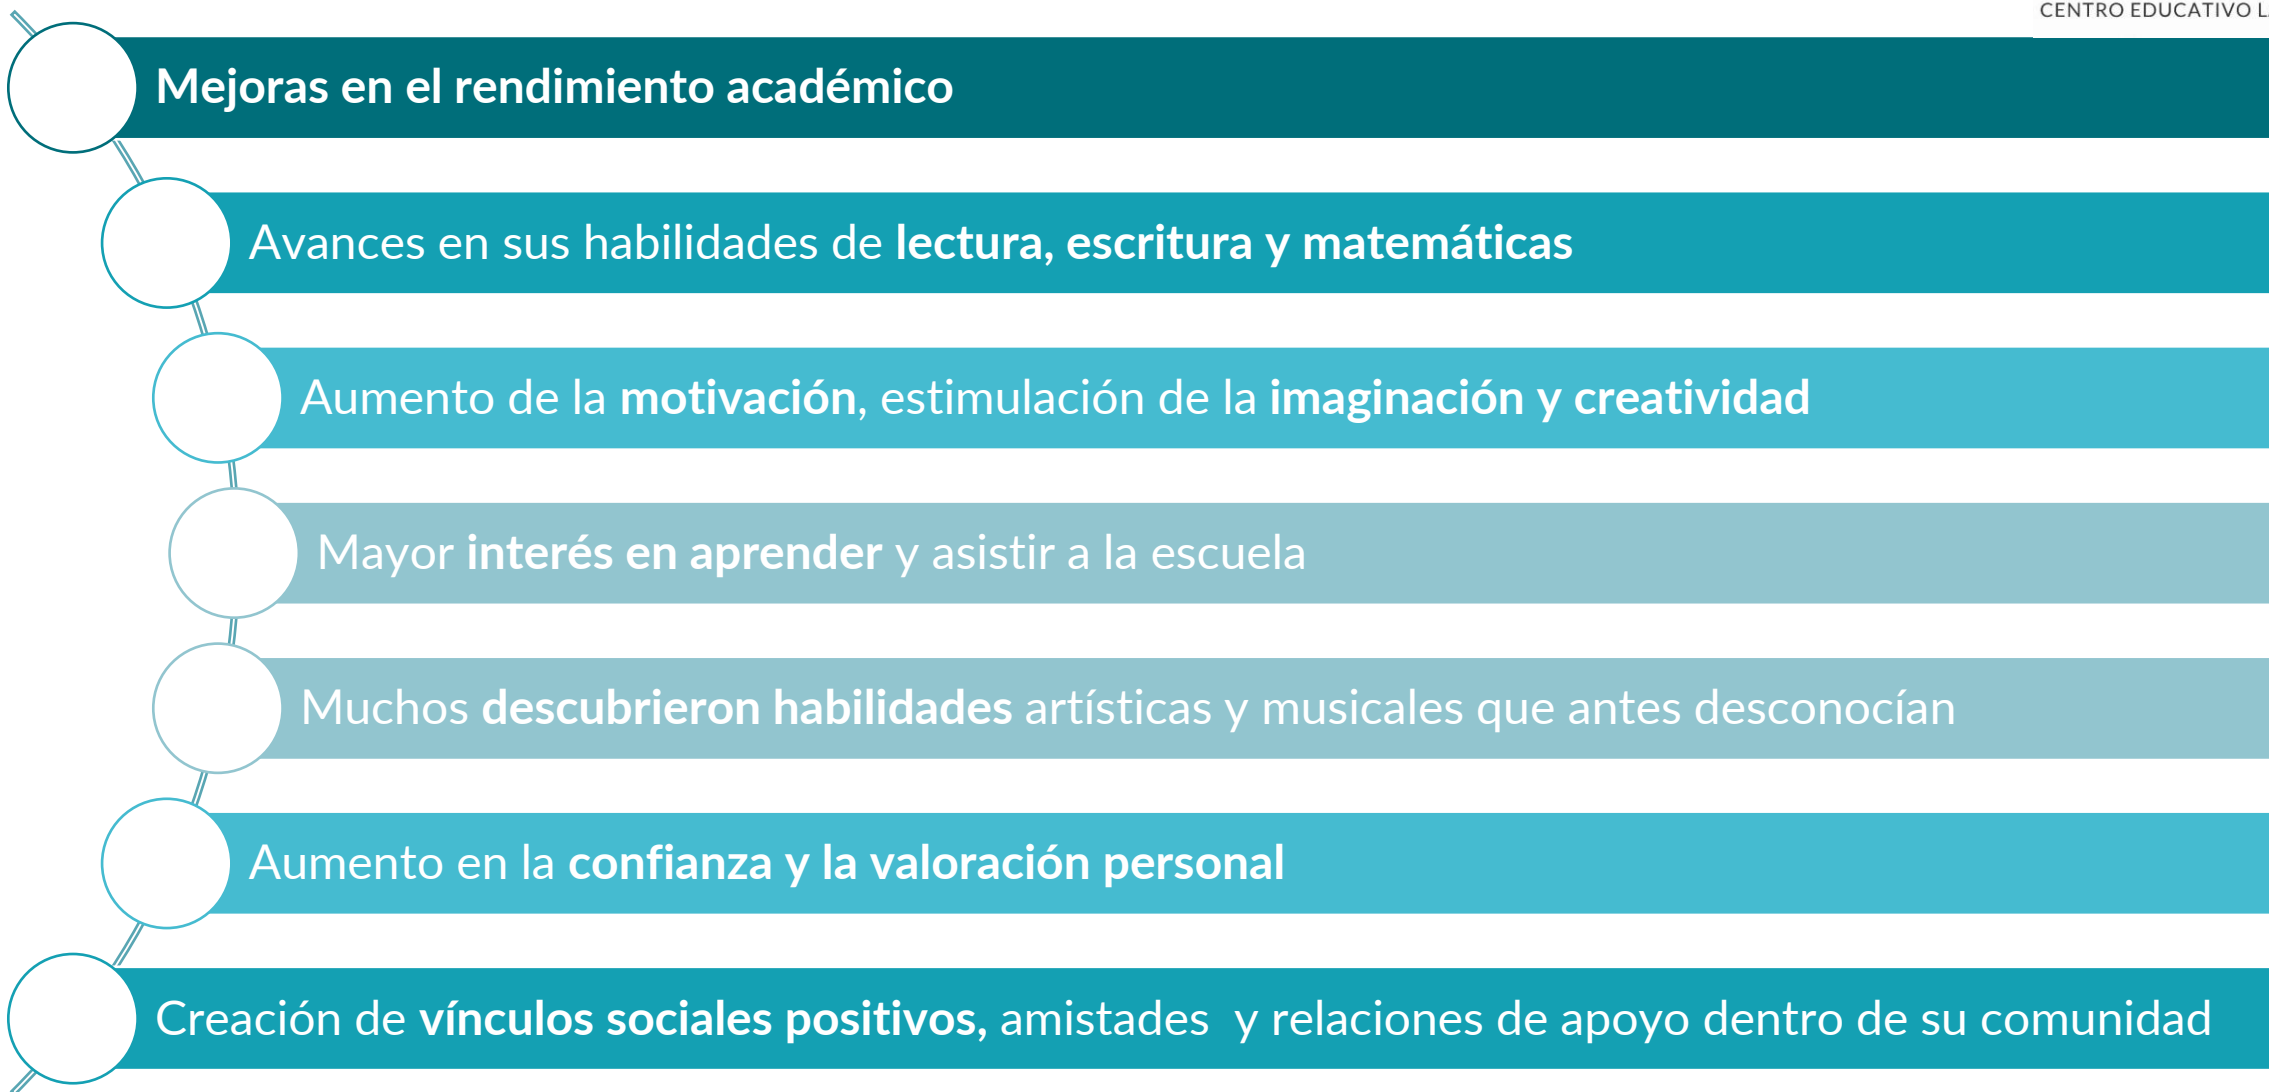 CENTRO EDUCATIVO
Mejoras en el rendimiento académico
Avances en sus habilidades de lectura, escritura y matemáticas
Aumento de la motivación, estimulación de la imaginación y creatividad
Mayor interés en aprender y asistir a la escuela
Muchos descubrieron habilidades artísticas y musicales que antes desconocían
Aumento en la confianza y la valoración personal
Creación de vínculos sociales positivos, amistades y relaciones de apoyo dentro de su comunidad